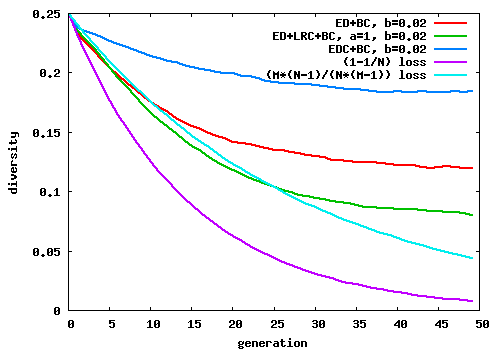 0.25
0.2
0.15
0.1
0.05
0
0 5 10 15 20 25 30 35 40 45 50
diversity
generation
ED+BC, b=0.02
ED+LRC+BC, a=1, b=0.02
EDC+BC, b=0.02
(1-1/N) loss
(M*(N-1)/(N*(M-1)) loss